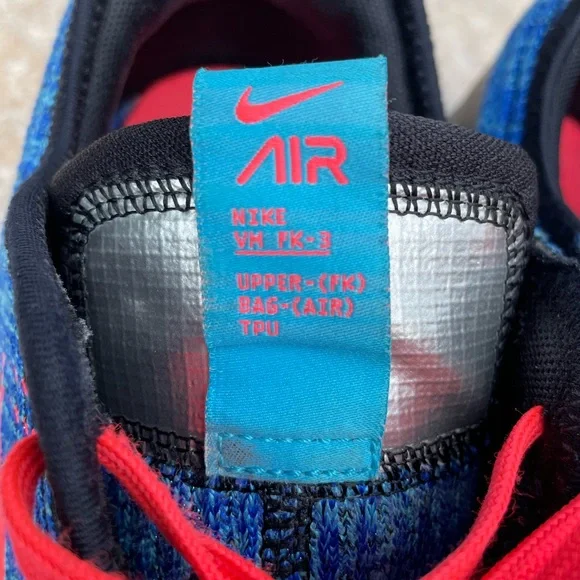 AIR
NIKE
VM FK-3
UPPER-(FK)
BAG-(AIR)
TPU